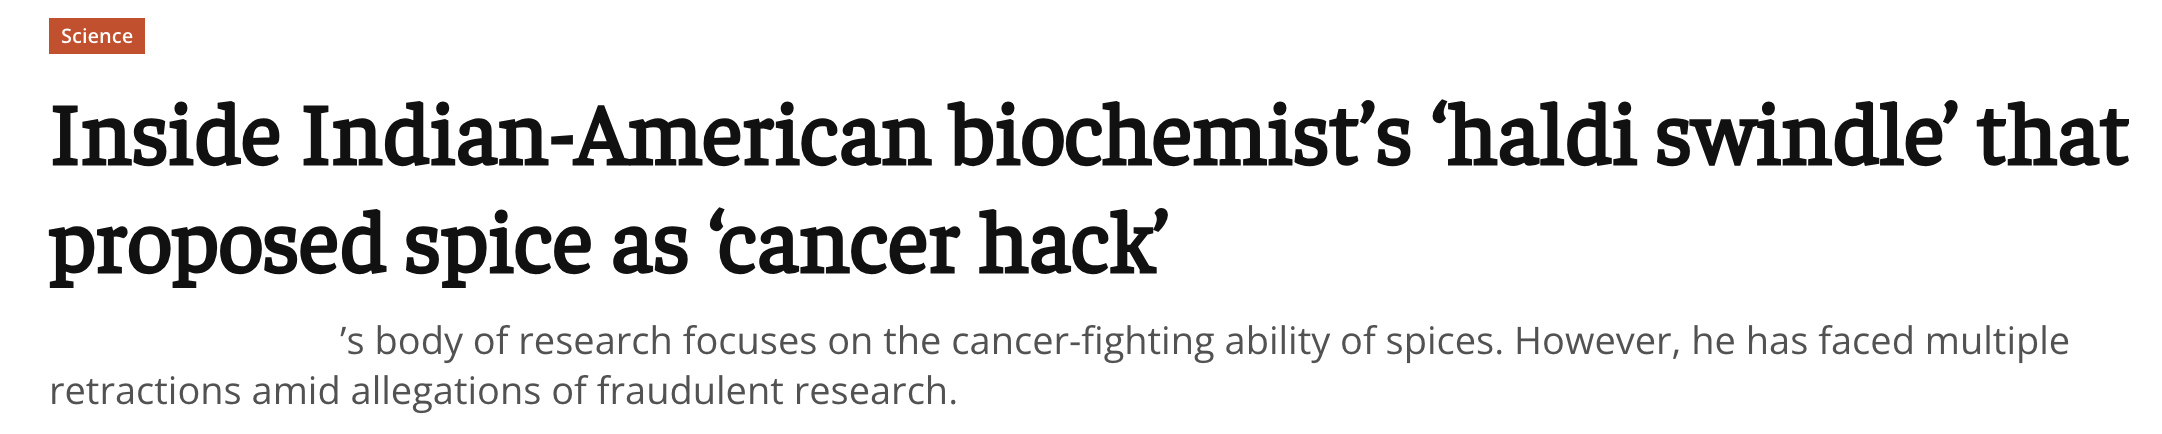 Science
Inside Indian-American biochemist’s ‘haldi swindle’ that
proposed spice as ‘cancer hack’
’s body of research focuses on the cancer-fighting ability of spices. However, he has faced multiple
retractions amid allegations of fraudulent research.